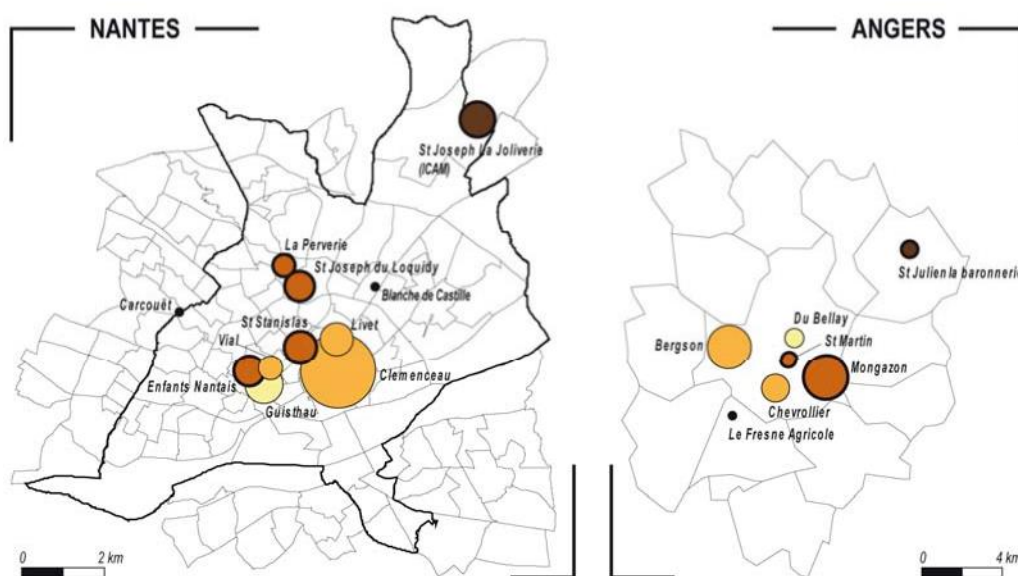 NANTES
ANGERS
St Joseph La Joliverie
(ICAM)
La Perverie
St Joseph du Loquidy
Blanche de Castille
Carcouët
St Stanislas
Livet
Vial
Clemenceau
Enfants Nantais
Guisthau
St Julien la baronnerie
Du Bellay
Bergson
St Martin
Mongazon
Chevrollier
Le Fresne Agricole
0 2 km
0 4 km